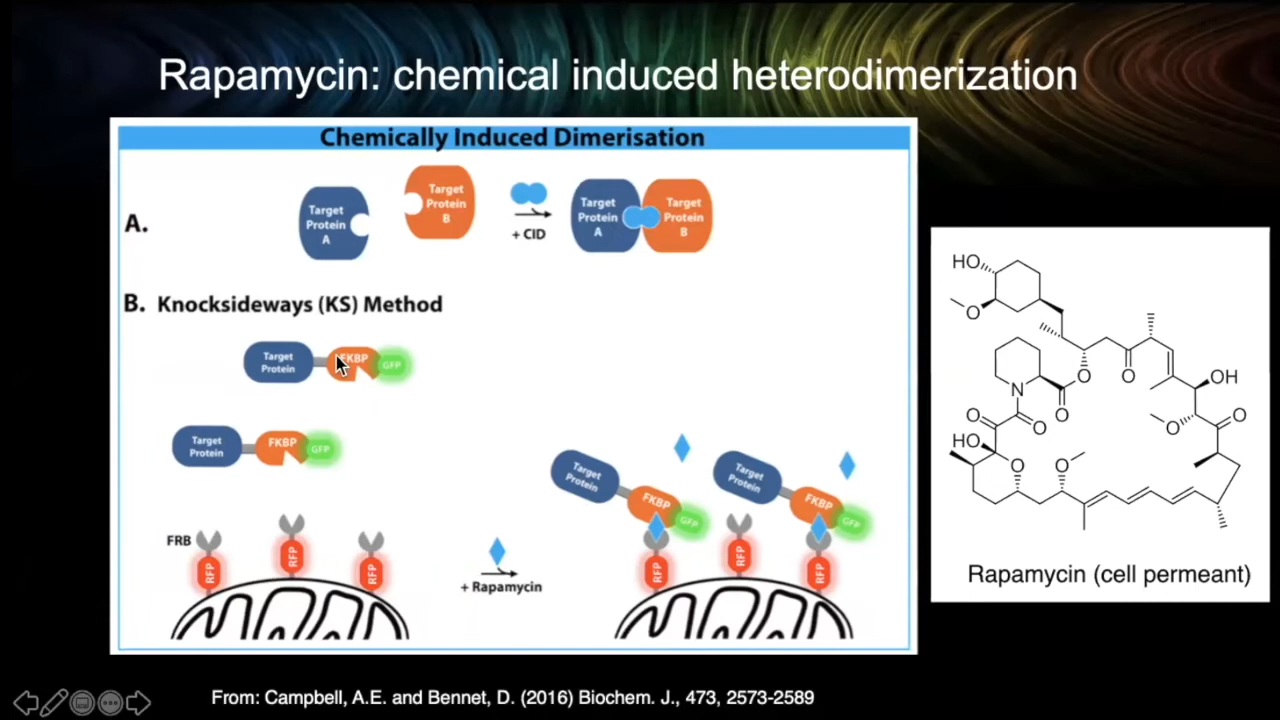 Rapamycin: chemical induced heterodimerization
Chemically Induced Dimerisation
A.
Target
Protein
A
Target
Protein
B
+ CID
Target
Protein
A
Target
Protein
B
B. Knocksideways (KS) Method
Target
Protein
FKBP
GFP
Target
Protein
FKBP
GFP
FRB
RFP
RFP
RFP
+ Rapamycin
Target
Protein
FKBP
GFP
Target
Protein
FKBP
GFP
RFP
RFP
RFP
HO
O
O
O
N
O
O
O
HO
O
O
OH
O
O
Rapamycin (cell permeant)
From: Campbell, A.E. and Bennet, D. (2016) Biochem. J., 473, 2573-2589